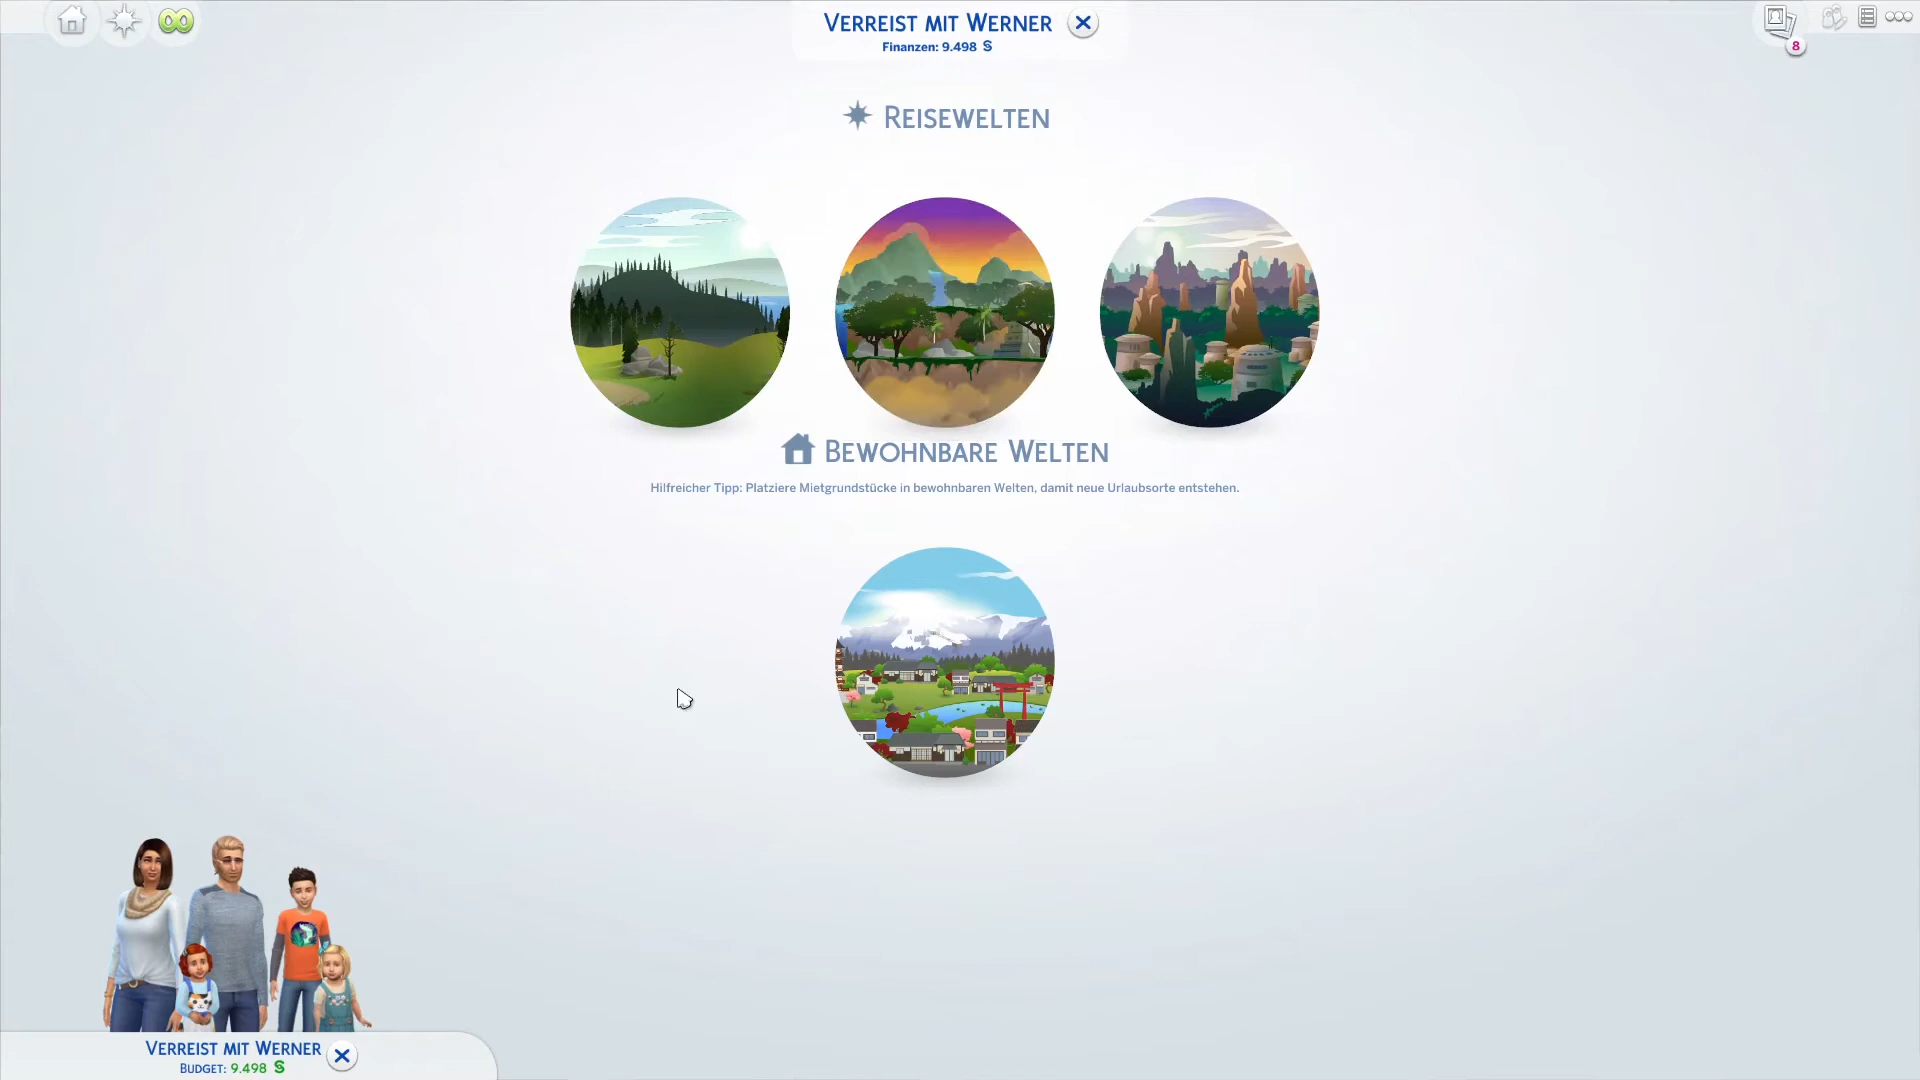 Verreist mit Werner
Finanzen: 9.498 §
8
Reisewelten
Bewohnbare Welten
Hilfreicher Tipp: Platziere Mietgrundstücke in bewohnbaren Welten, damit neue Urlaubsorte entstehen.
Verreist mit Werner
Budget: 9.498 §